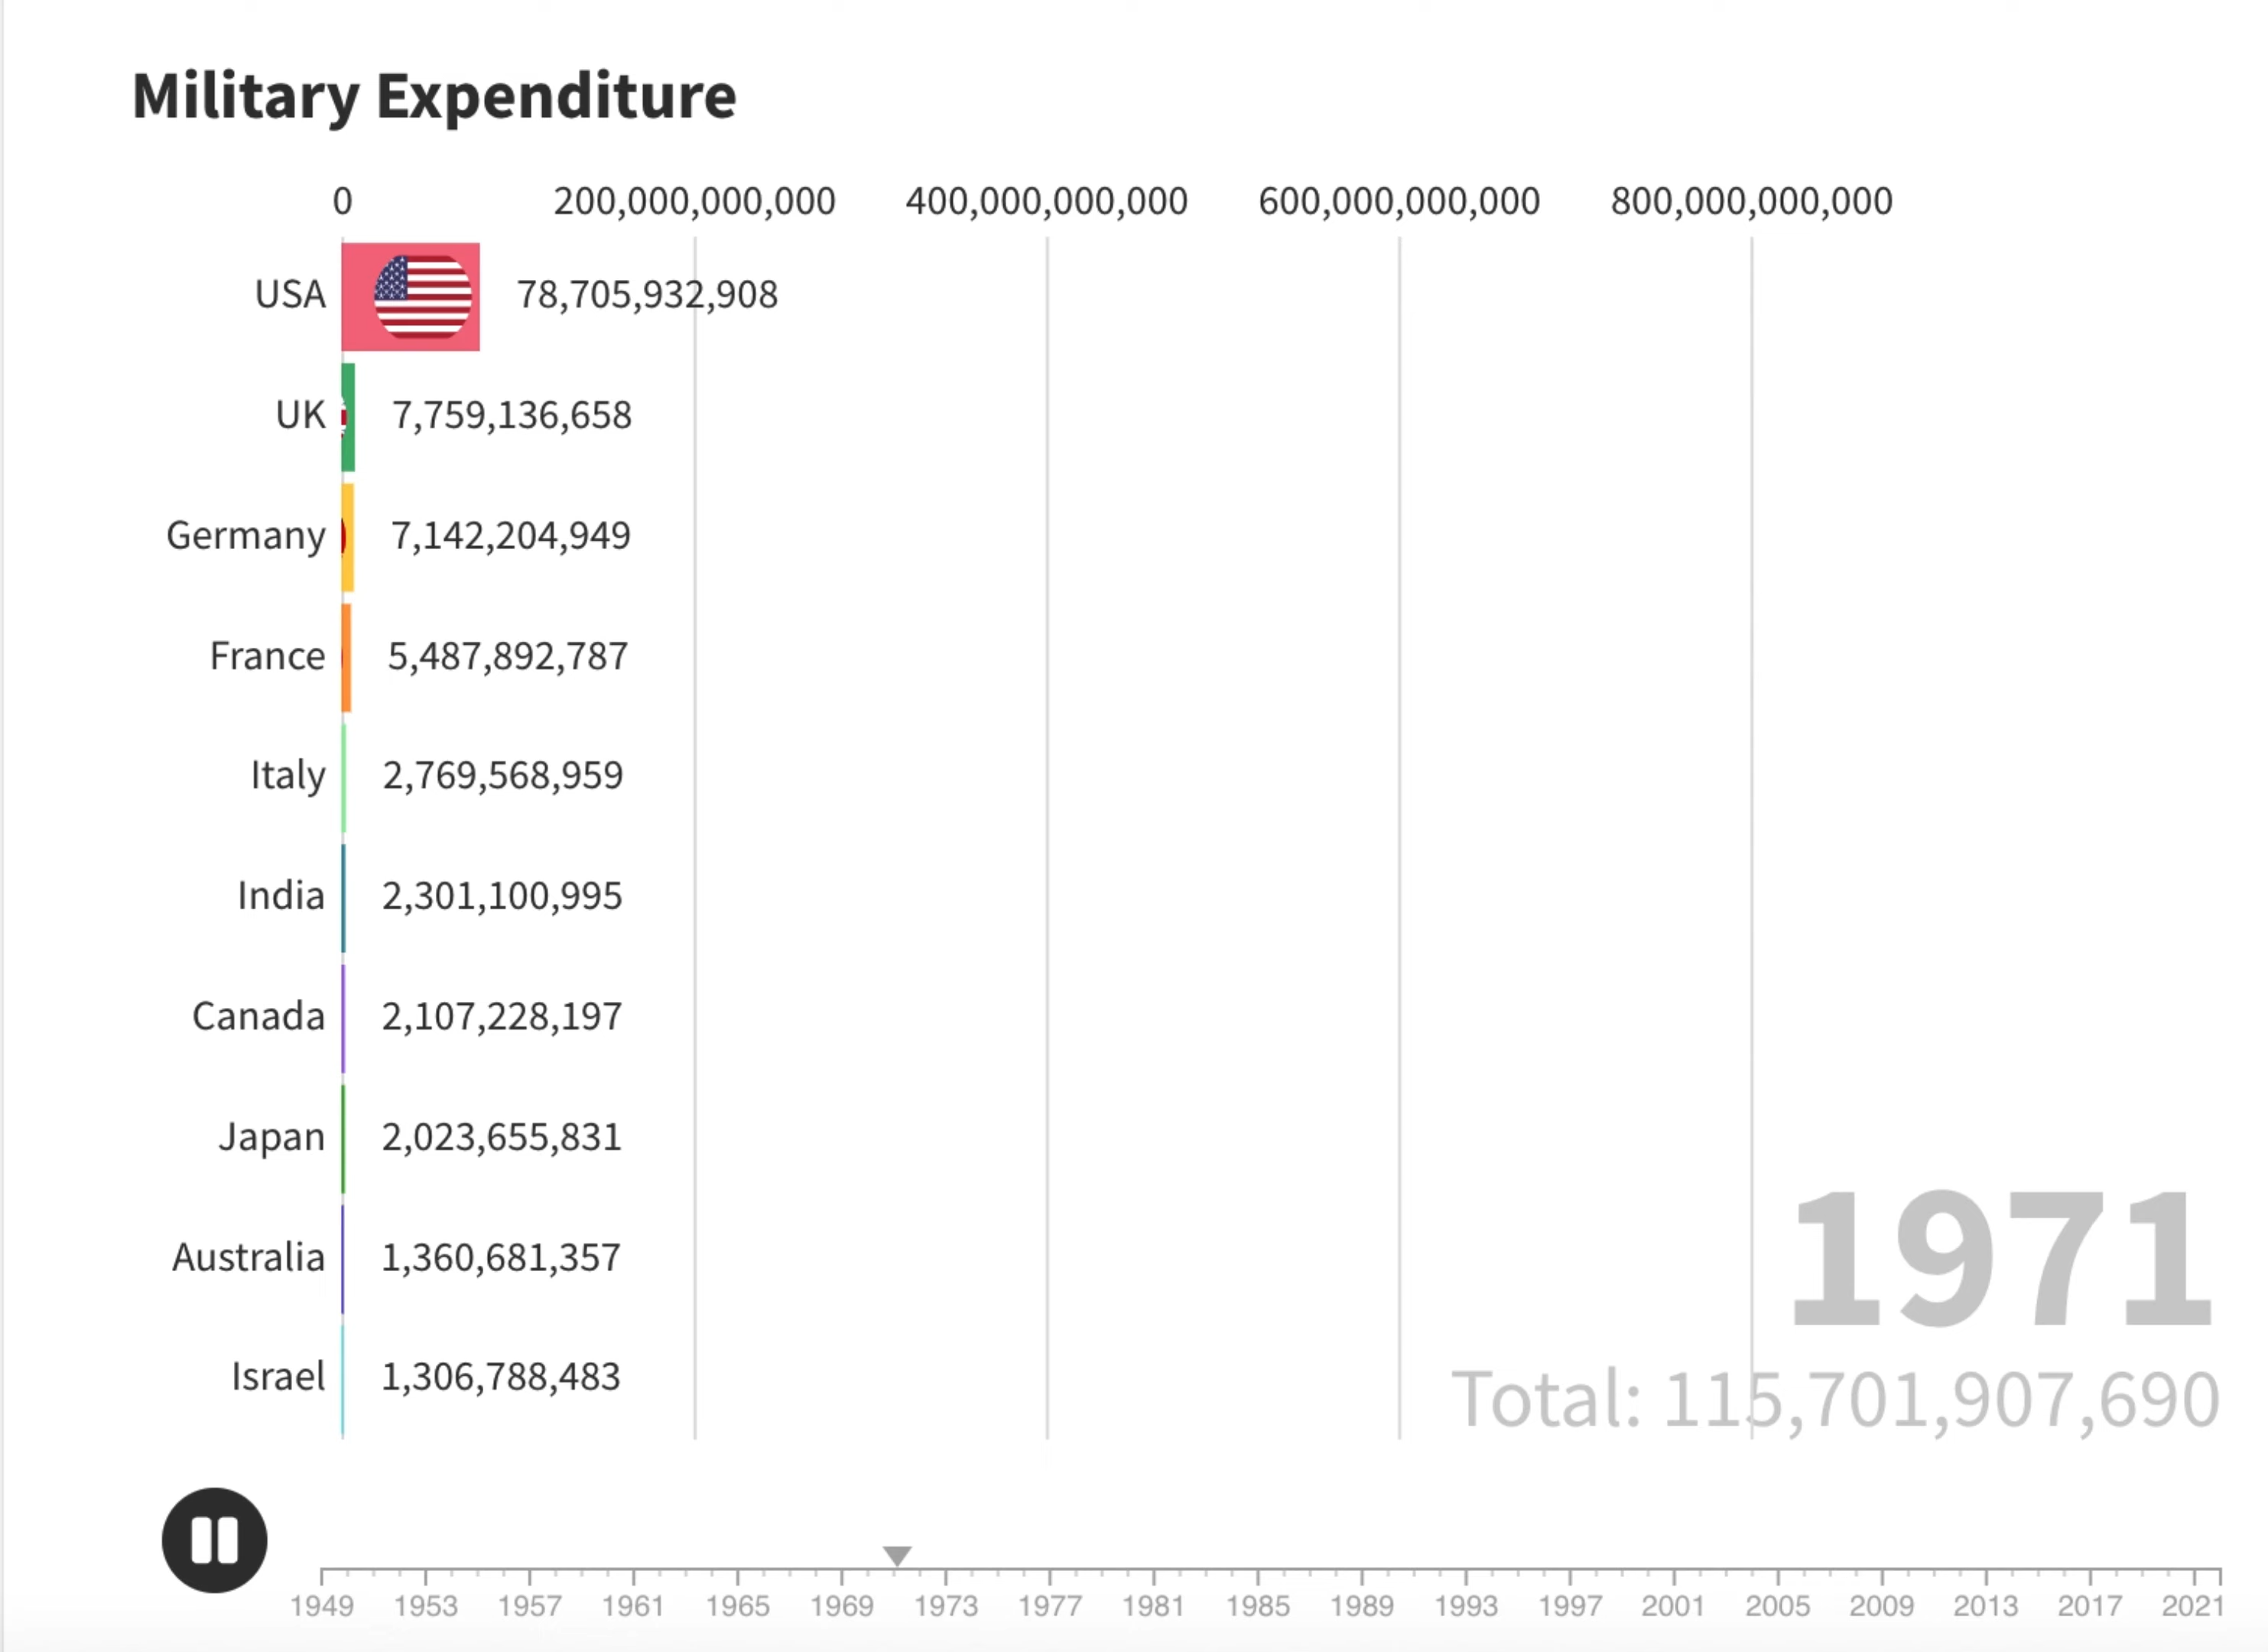 Military Expenditure
0 200,000,000,000 400,000,000,000 600,000,000,000 800,000,000,000
USA 78,705,932,908
UK 7,759,136,658
Germany 7,142,204,949
France 5,487,892,787
Italy 2,769,568,959
India 2,301,100,995
Canada 2,107,228,197
Japan 2,023,655,831
Australia 1,360,681,357
Israel 1,306,788,483
1971
Total: 115,701,907,690
1949 1953 1957 1961 1965 1969 1973 1977 1981 1985 1989 1993 1997 2001 2005 2009 2013 2017 2021